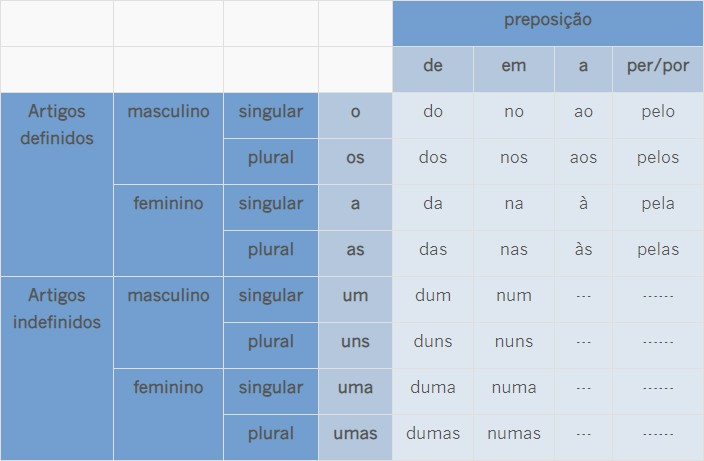 preposição
de em a per/por
Artigos definidos masculino singular o do no ao pelo
plural os dos nos aos pelos
feminino singular a da na à pela
plural as das nas às pelas
Artigos indefinidos masculino singular um dum num --- ------
plural uns duns nuns --- ------
feminino singular uma duma numa --- ------
plural umas dumas numas --- ------